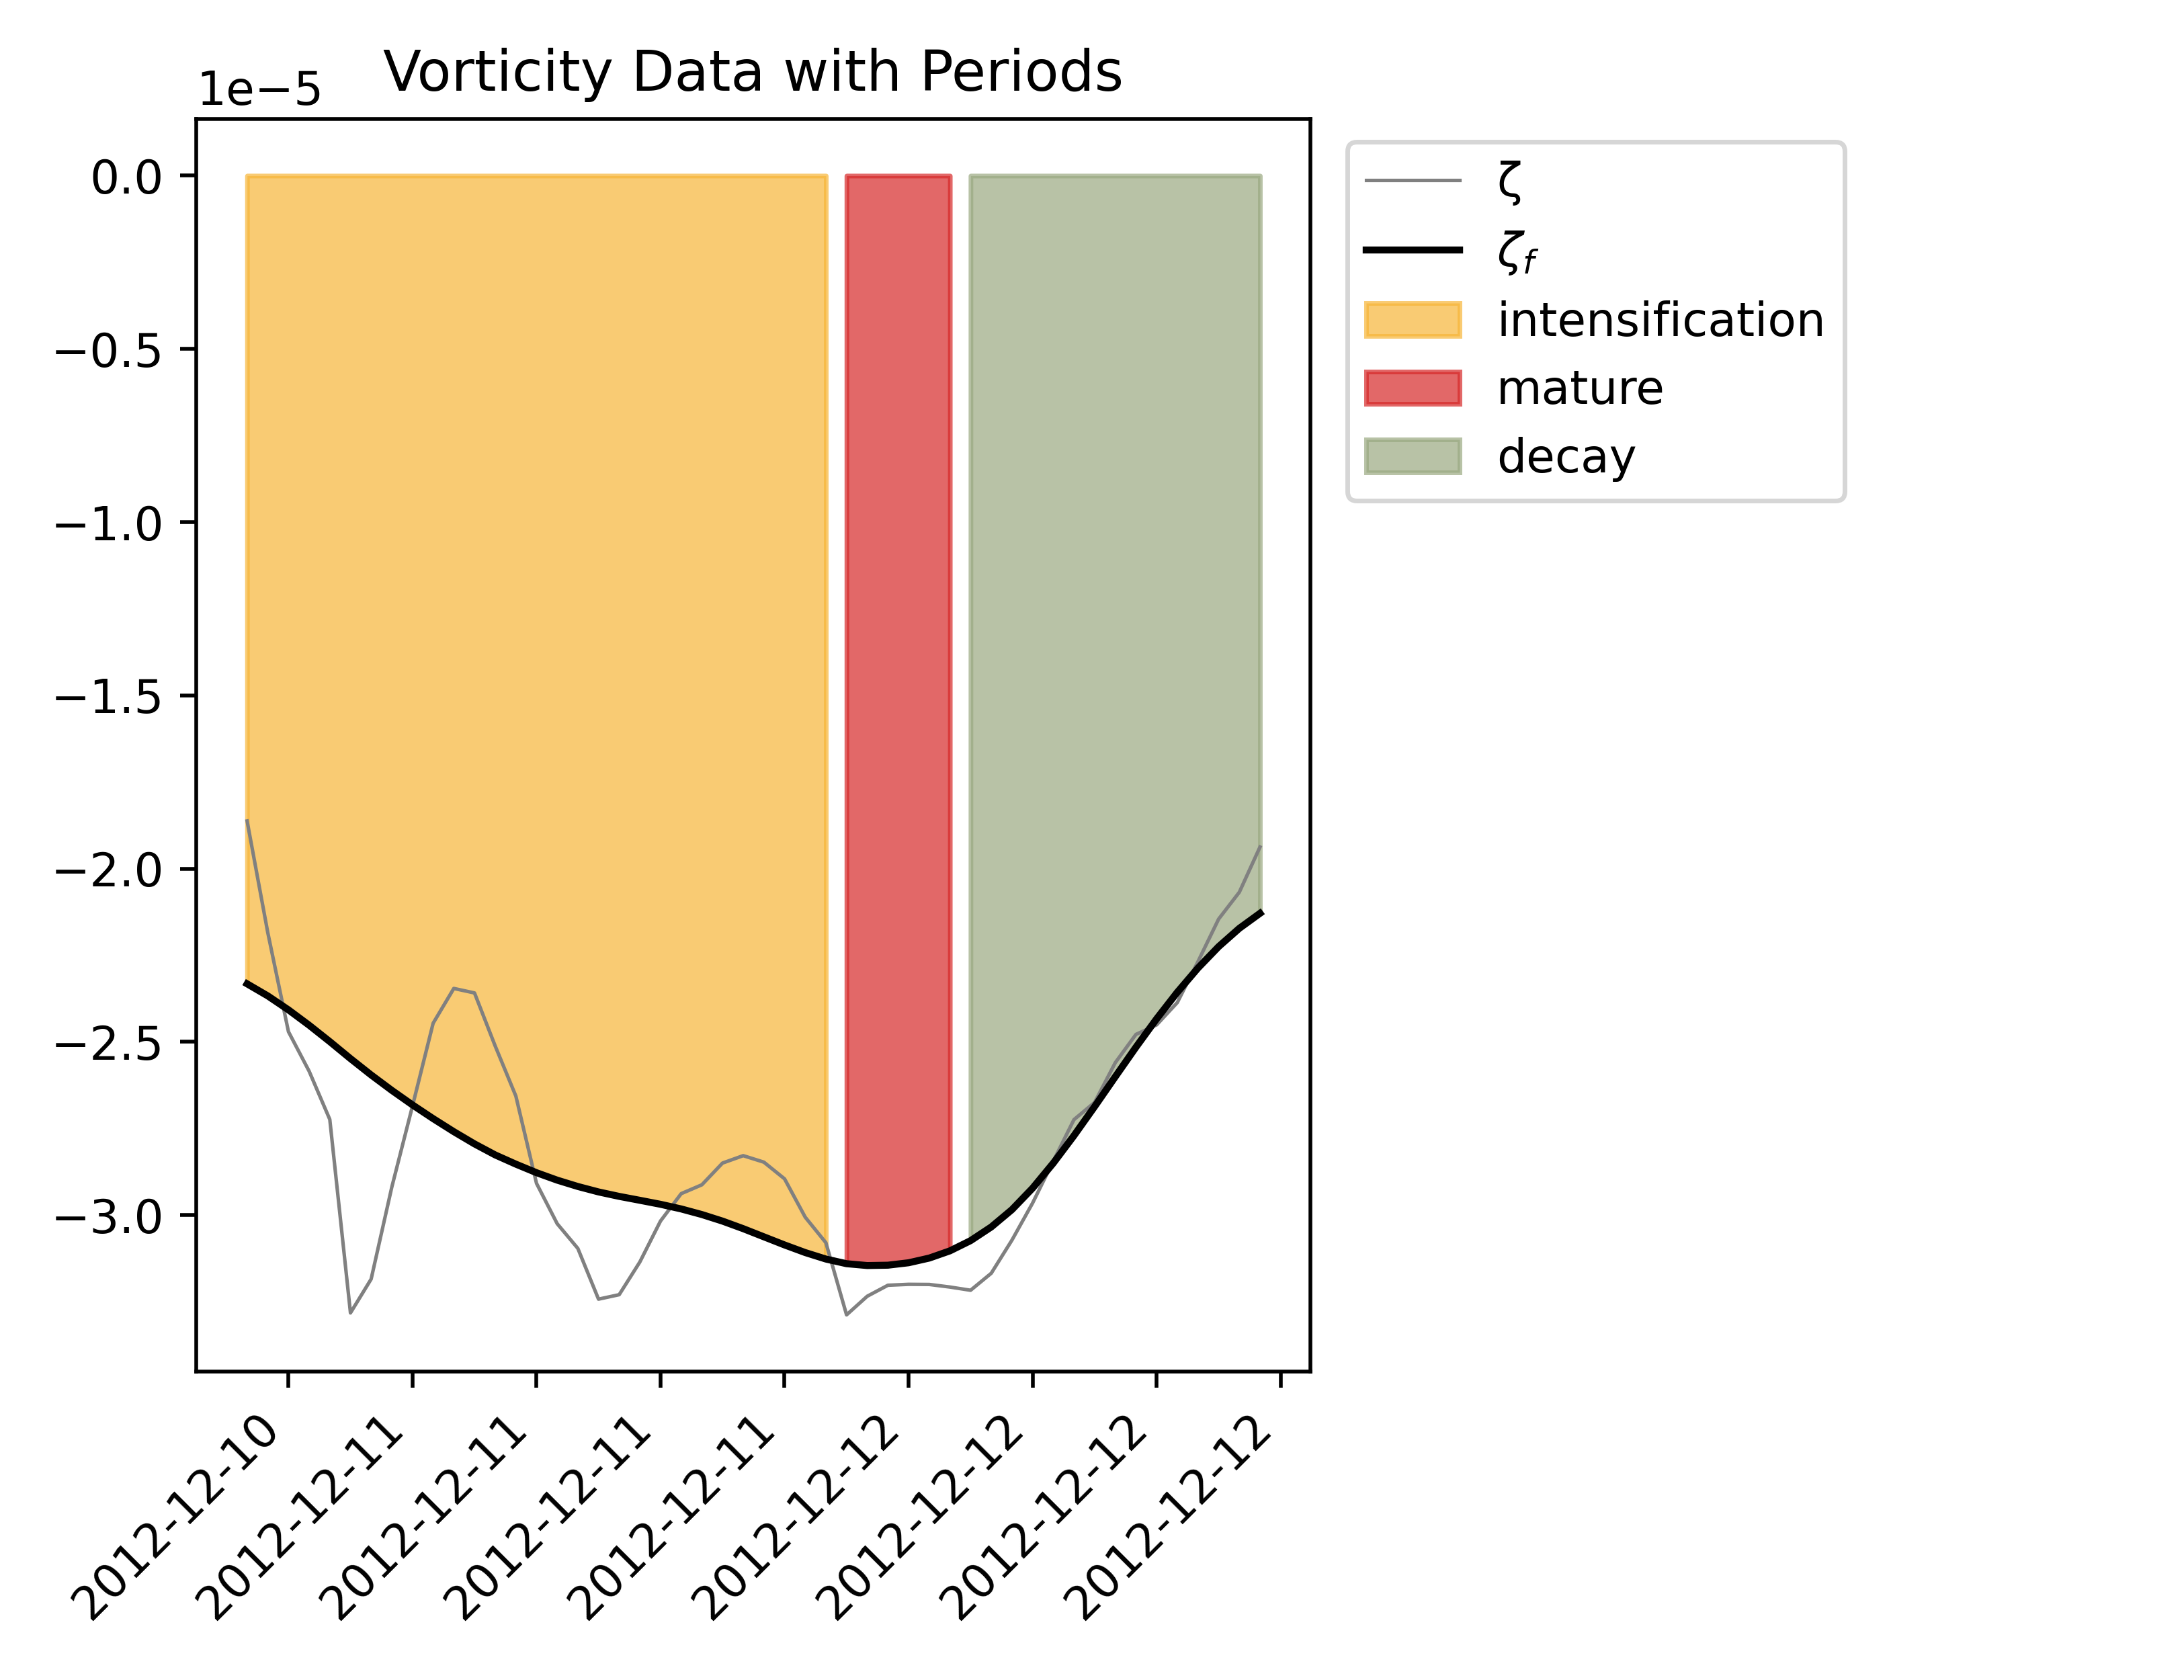 Vorticity Data with Periods
1e−5
0.0
−0.5
−1.0
−1.5
−2.0
−2.5
−3.0
2012-12-10
2012-12-11
2012-12-11
2012-12-11
2012-12-11
2012-12-12
2012-12-12
2012-12-12
2012-12-12
ζ
ζf
intensification
mature
decay